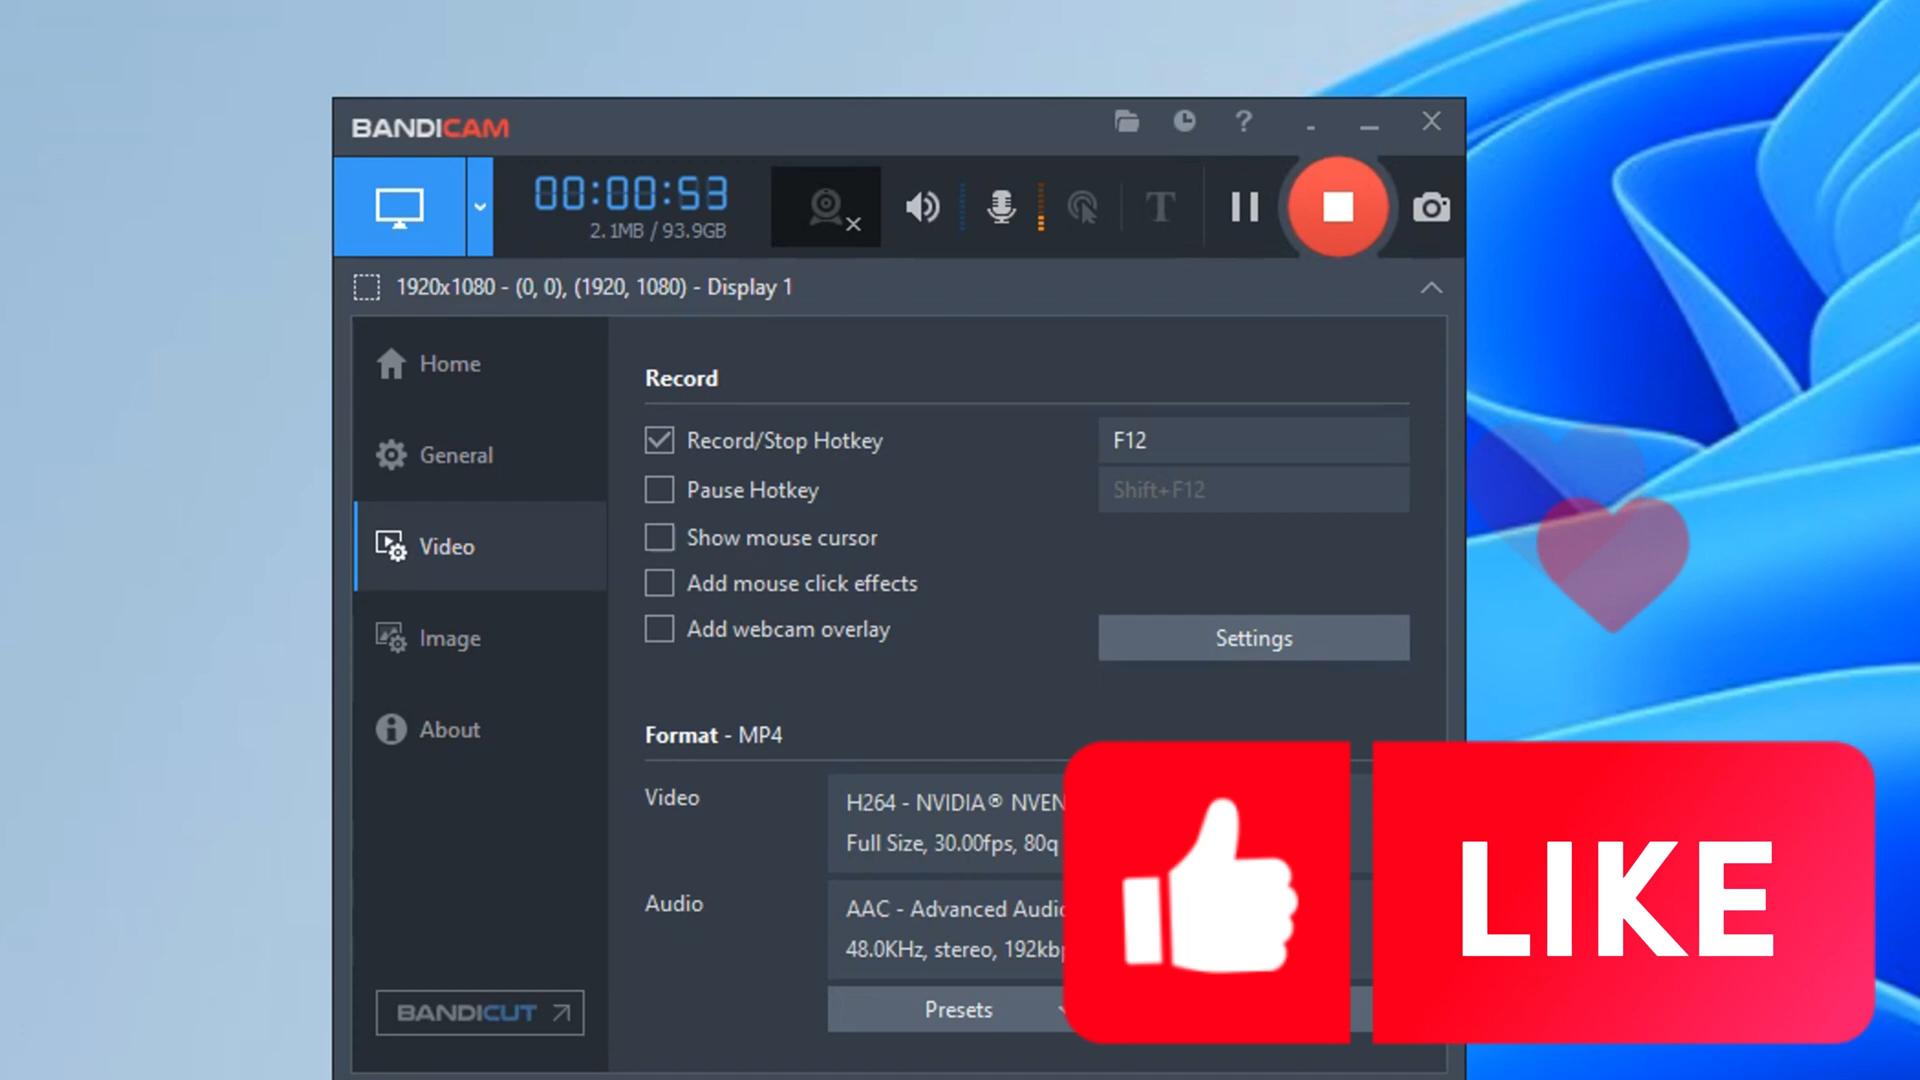 BANDICAM
00:00:53
2.1MB / 93.9GB
T
1920x1080 - (0, 0), (1920, 1080) - Display 1
Home
General
Video
Image
About
BANDICUT
Record
Record/Stop Hotkey
F12
Pause Hotkey
Shift+F12
Show mouse cursor
Add mouse click effects
Add webcam overlay
Settings
Format - MP4
Video
H264 - NVIDIA® NVEN
Full Size, 30.00fps, 80q
Audio
AAC - Advanced Audi
48.0KHz, stereo, 192kb
Presets
LIKE